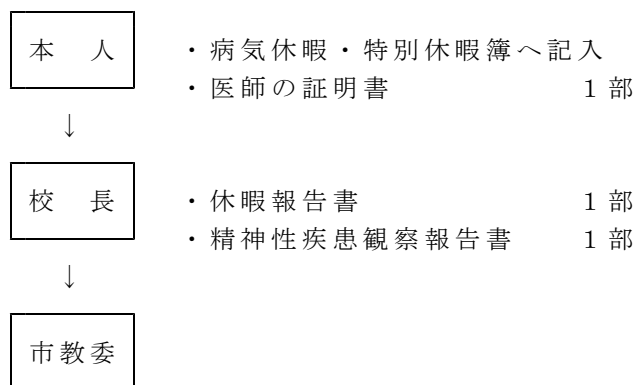 本　人　・病気休暇・特別休暇簿へ記入
・医師の証明書　1部
↓
校　長　・休暇報告書　1部
・精神性疾患観察報告書　1部
↓
市教委